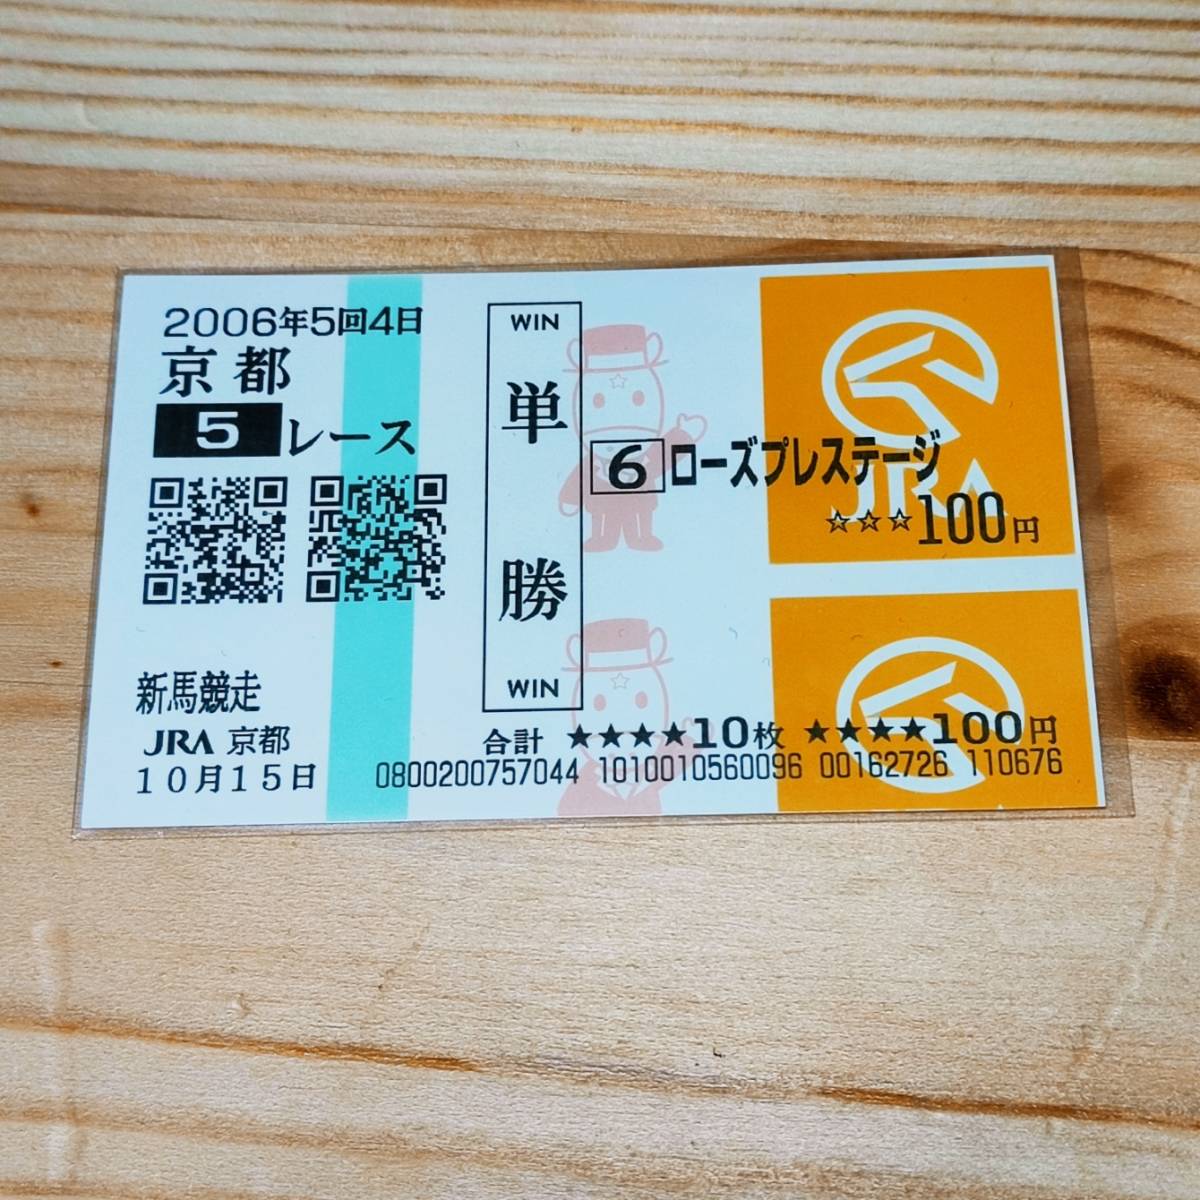 2006年5回4日
京都
5レース
新馬競走
JRA 京都
10月15日
WIN
単勝
WIN
6 ローズプレステージ
☆☆☆100円
JRA
合計 ★★★★10枚 ★★★★100円
0800200757044 1010010560096 00162726 110676